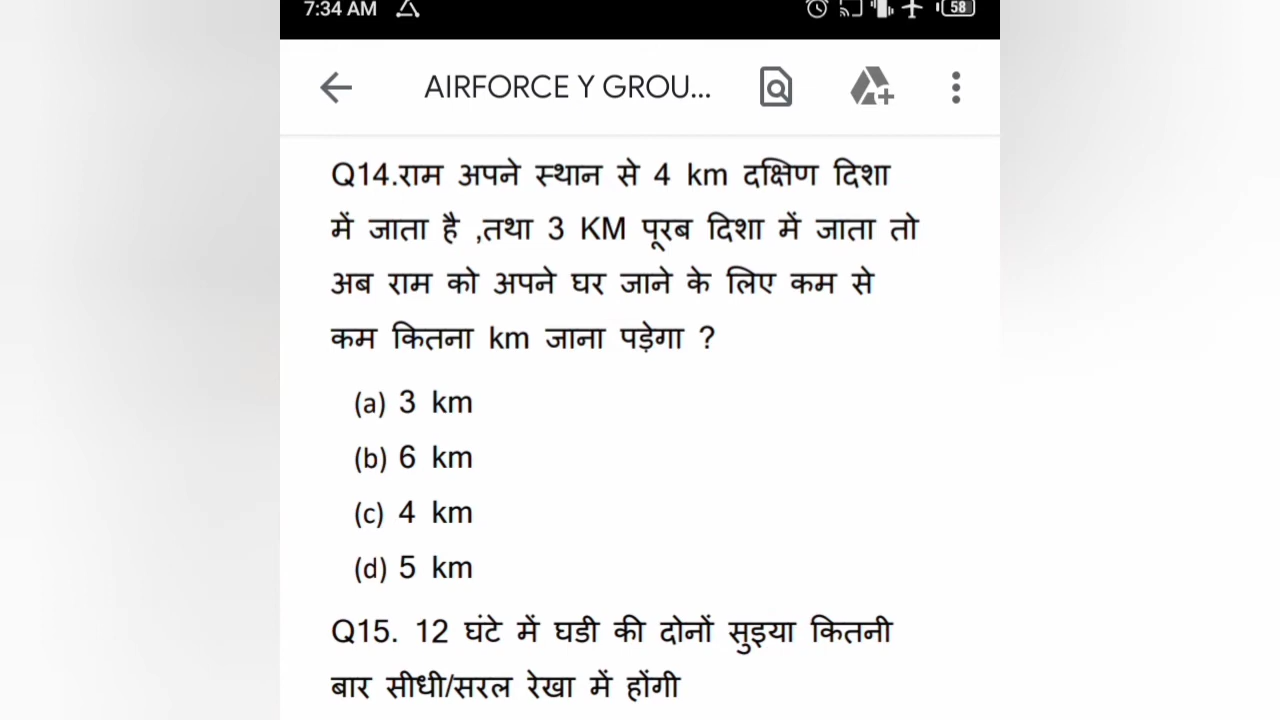 7:34 AM
58
AIRFORCE Y GROU...
Q14.राम अपने स्थान से 4 km दक्षिण दिशा
में जाता है ,तथा 3 KM पूरब दिशा में जाता तो
अब राम को अपने घर जाने के लिए कम से
कम कितना km जाना पड़ेगा ?
(a) 3 km
(b) 6 km
(c) 4 km
(d) 5 km
Q15. 12 घंटे में घडी की दोनों सुइया कितनी
बार सीधी/सरल रेखा में होंगी